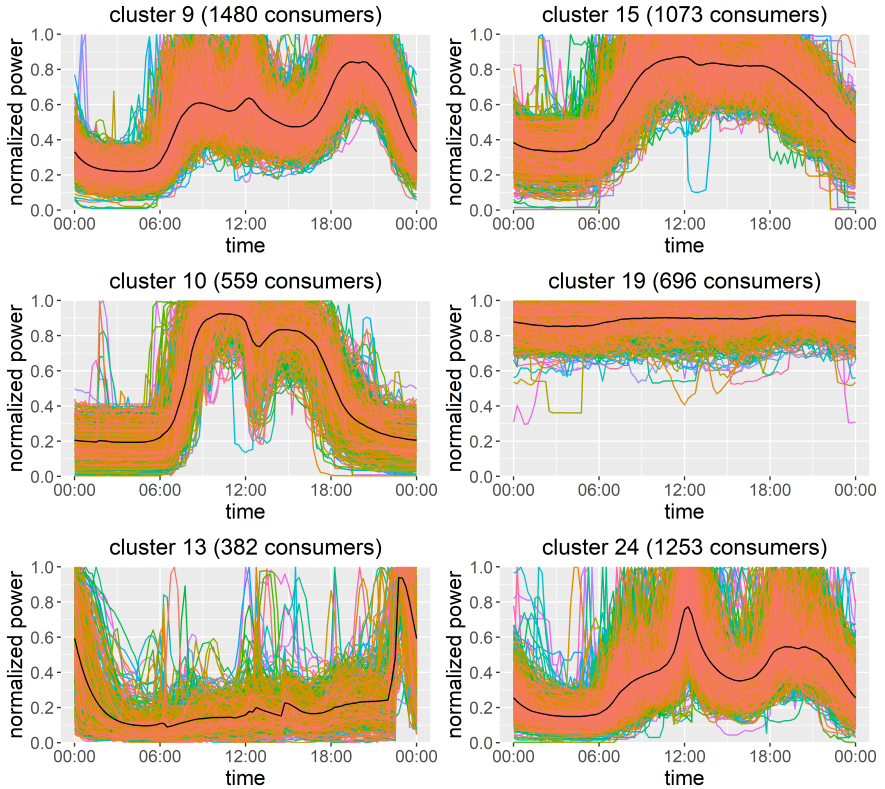 cluster 9 (1480 consumers)
normalized power
1.0
0.8
0.6
0.4
0.2
0.0
00:00 06:00 12:00 18:00 00:00
time
cluster 15 (1073 consumers)
normalized power
1.0
0.8
0.6
0.4
0.2
0.0
00:00 06:00 12:00 18:00 00:00
time
cluster 10 (559 consumers)
normalized power
1.0
0.8
0.6
0.4
0.2
0.0
00:00 06:00 12:00 18:00 00:00
time
cluster 19 (696 consumers)
normalized power
1.0
0.8
0.6
0.4
0.2
0.0
00:00 06:00 12:00 18:00 00:00
time
cluster 13 (382 consumers)
normalized power
1.0
0.8
0.6
0.4
0.2
0.0
00:00 06:00 12:00 18:00 00:00
time
cluster 24 (1253 consumers)
normalized power
1.0
0.8
0.6
0.4
0.2
0.0
00:00 06:00 12:00 18:00 00:00
time